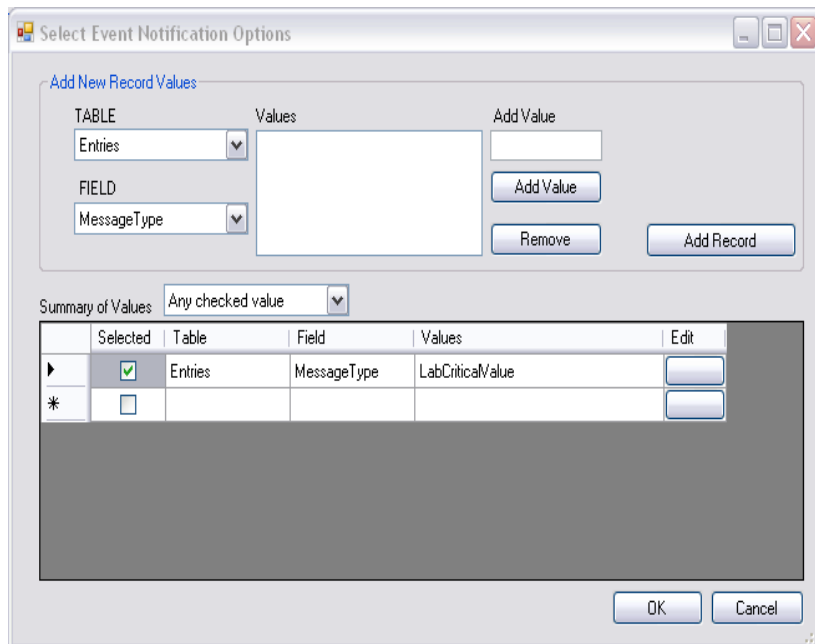 Select Event Notification Options
Add New Record Values
TABLE Values Add Value
Entries
FIELD Add Value
MessageType
Remove Add Record
Summary of Values Any checked value
Selected Table Field Values Edit
Entries MessageType LabCriticalValue
OK Cancel